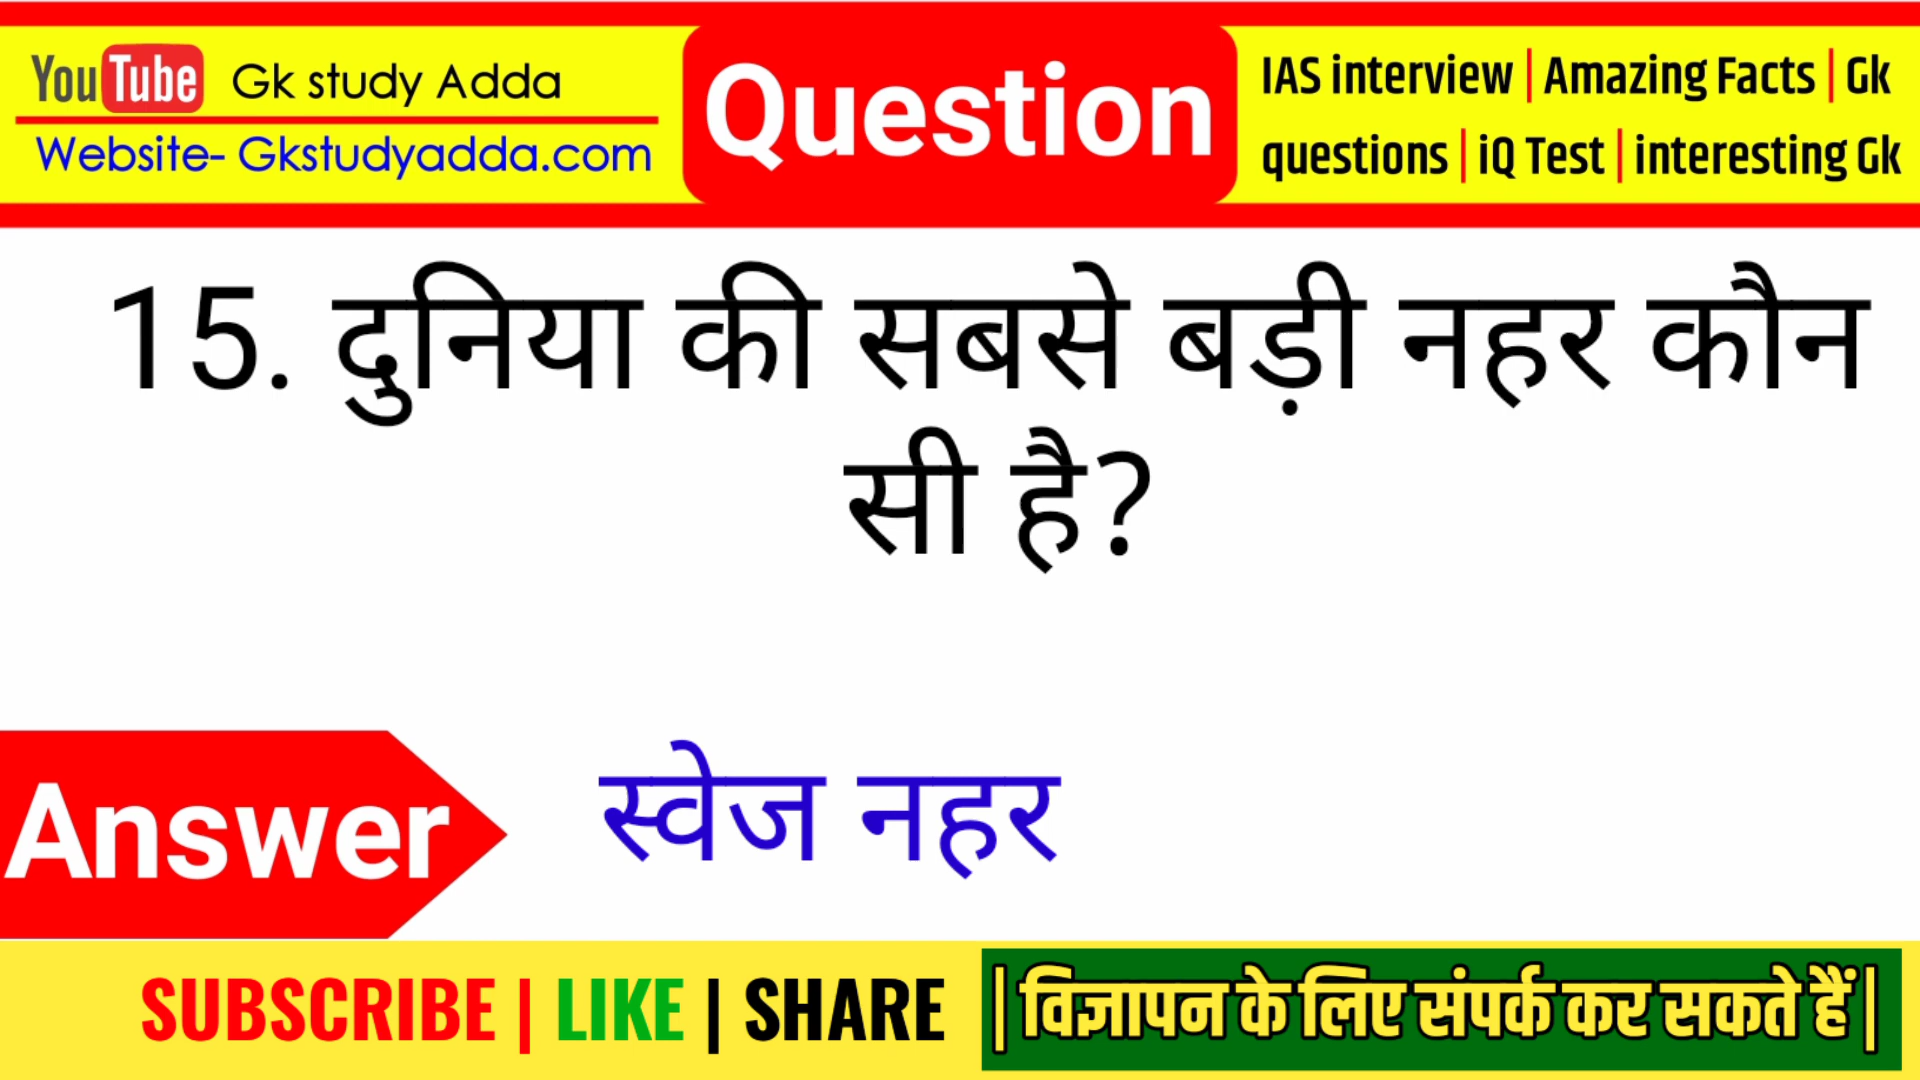 YouTube Gk study Adda
Website- Gkstudyadda.com
Question
IAS interview | Amazing Facts | Gk
questions | iQ Test | interesting Gk
15. दुनिया की सबसे बड़ी नहर कौन
सी है?
Answer
स्वेज नहर
SUBSCRIBE | LIKE | SHARE
| विज्ञापन के लिए संपर्क कर सकते हैं |